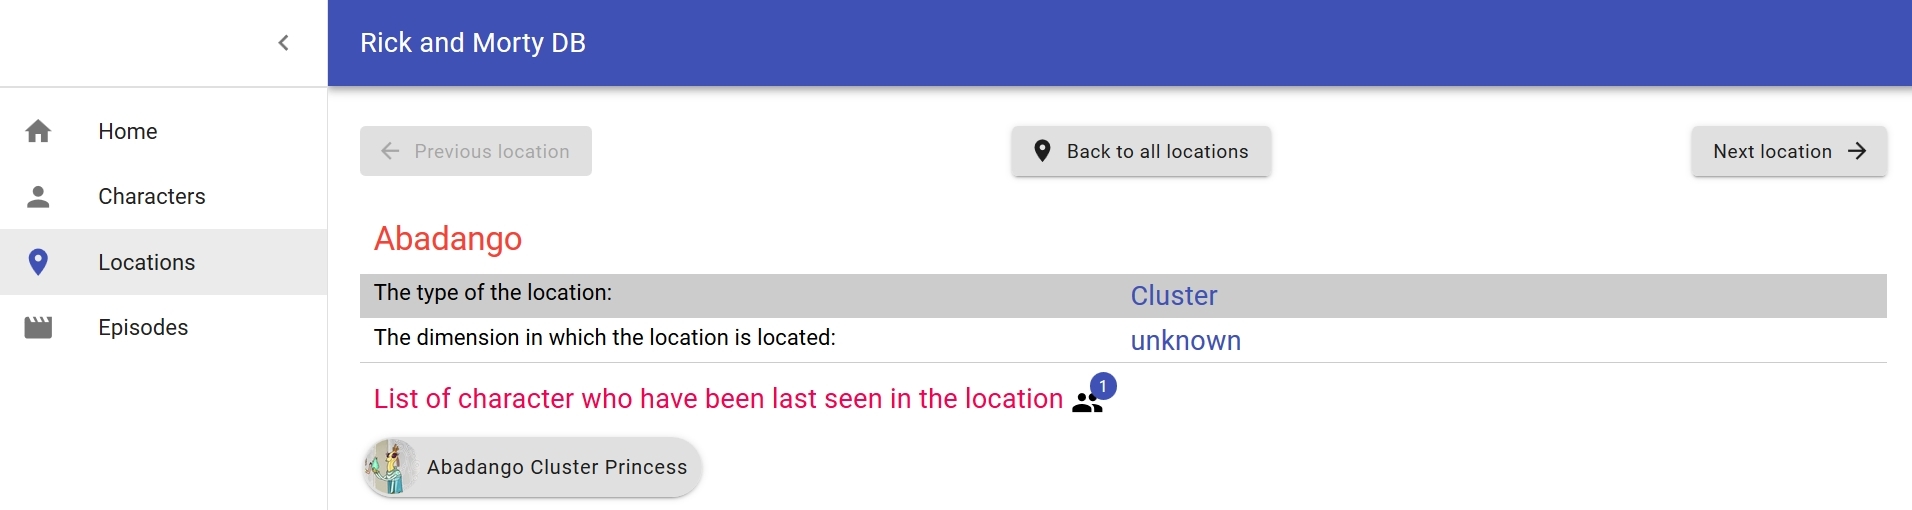 Rick and Morty DB
Home
Characters
Locations
Episodes
Previous location
Back to all locations
Next location
Abadango
The type of the location: Cluster
The dimension in which the location is located: unknown
List of character who have been last seen in the location 1
Abadango Cluster Princess